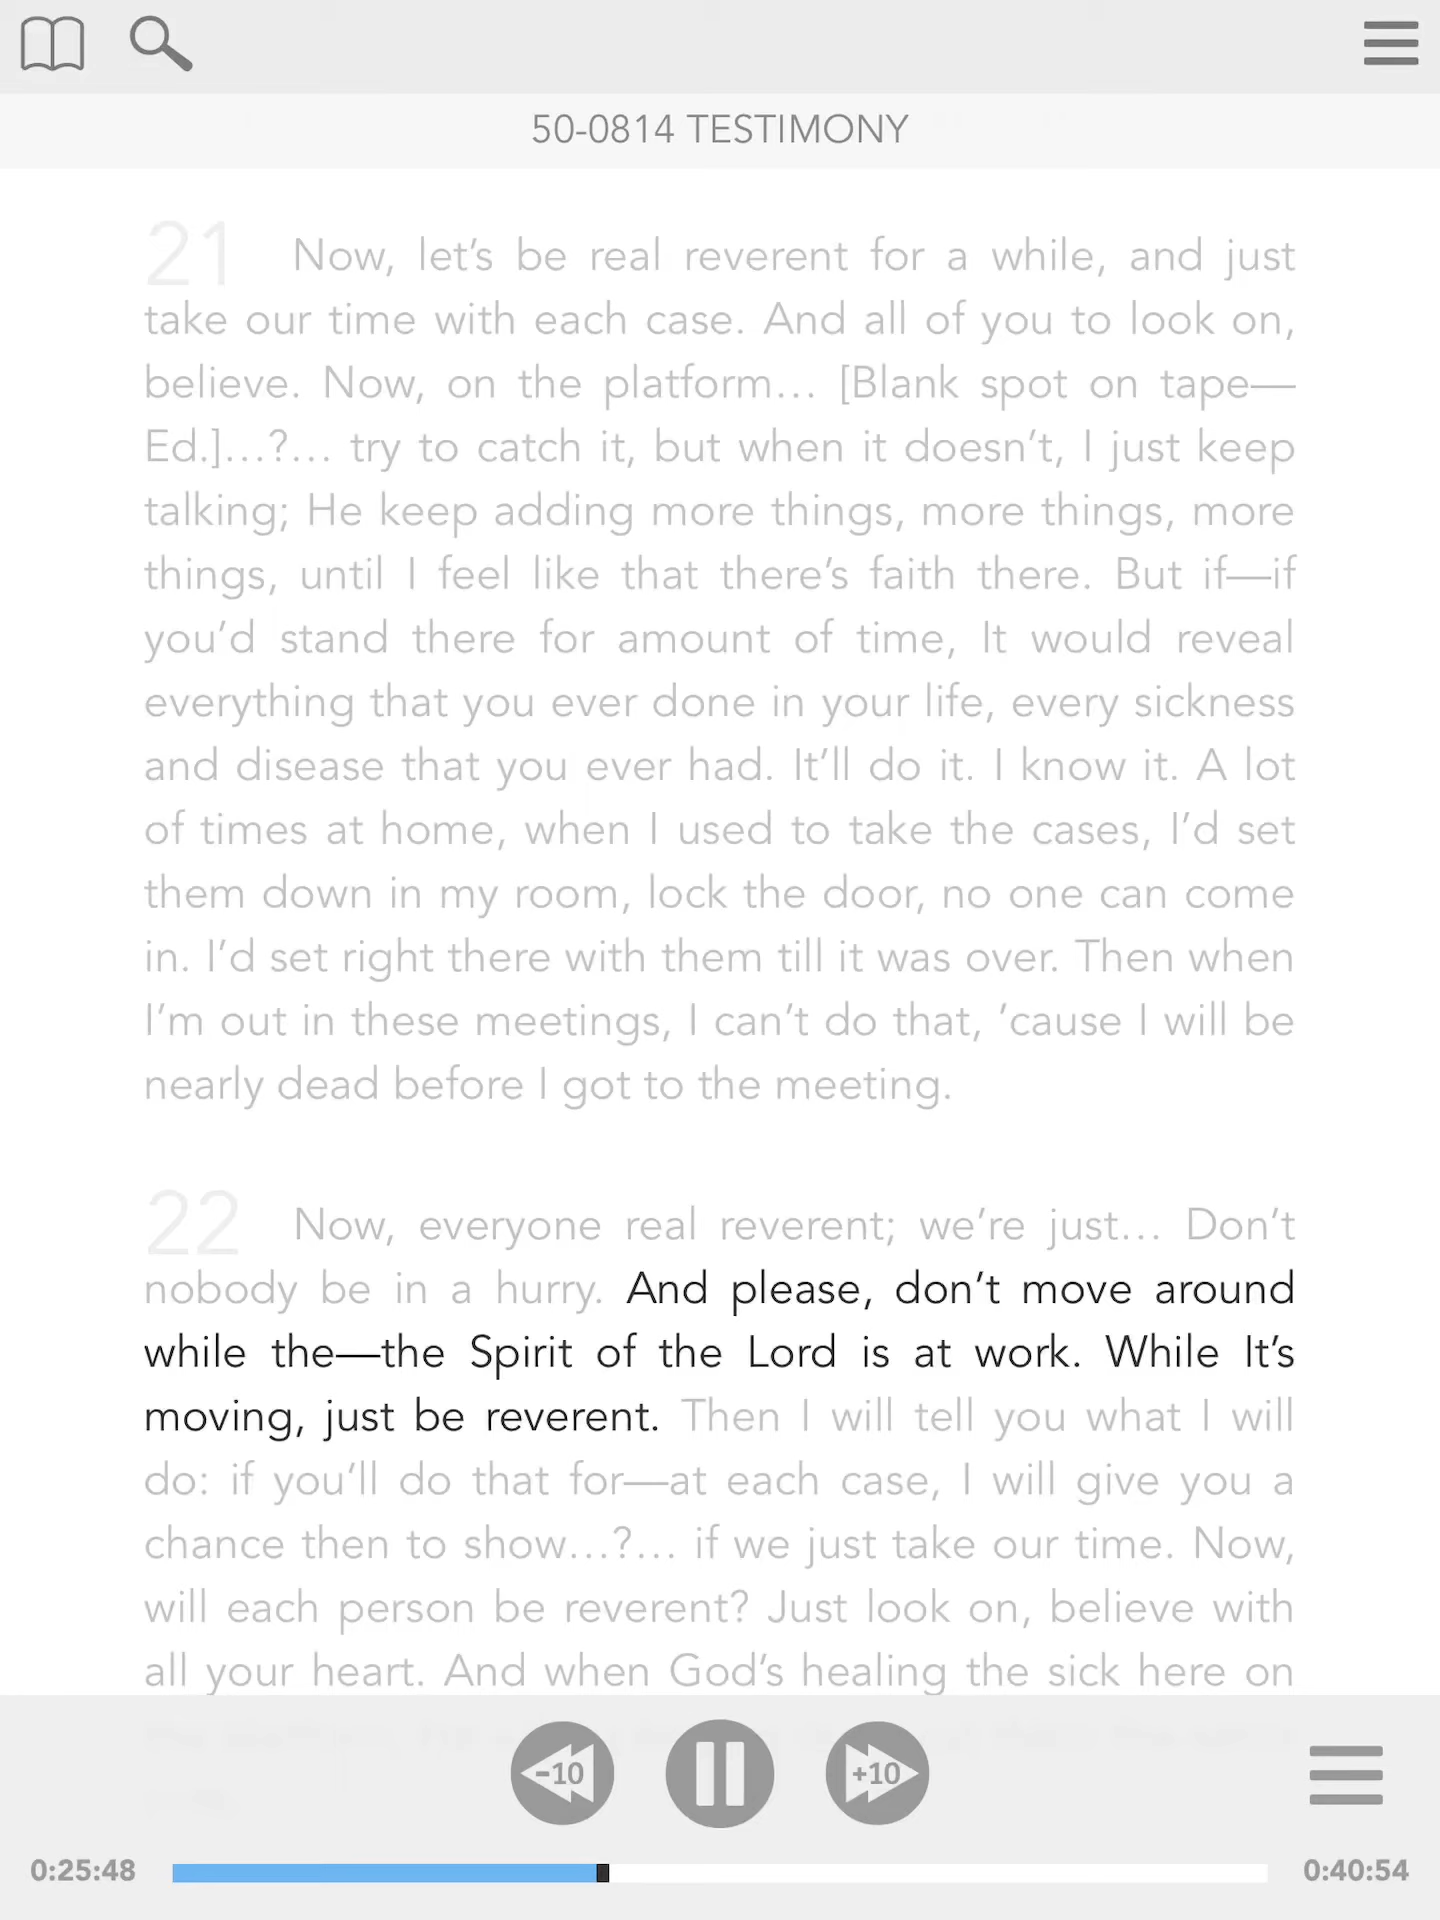 50-0814 TESTIMONY
21 Now, let’s be real reverent for a while, and just
take our time with each case. And all of you to look on,
believe. Now, on the platform… [Blank spot on tape—
Ed.]…?… try to catch it, but when it doesn’t, I just keep
talking; He keep adding more things, more things, more
things, until I feel like that there’s faith there. But if—if
you’d stand there for amount of time, It would reveal
everything that you ever done in your life, every sickness
and disease that you ever had. It’ll do it. I know it. A lot
of times at home, when I used to take the cases, I’d set
them down in my room, lock the door, no one can come
in. I’d set right there with them till it was over. Then when
I’m out in these meetings, I can’t do that, ’cause I will be
nearly dead before I got to the meeting.
22 Now, everyone real reverent; we’re just… Don’t
nobody be in a hurry. And please, don’t move around
while the—the Spirit of the Lord is at work. While It’s
moving, just be reverent. Then I will tell you what I will
do: if you’ll do that for—at each case, I will give you a
chance then to show…?… if we just take our time. Now,
will each person be reverent? Just look on, believe with
all your heart. And when God’s healing the sick here on
-10 +10
0:25:48 0:40:54